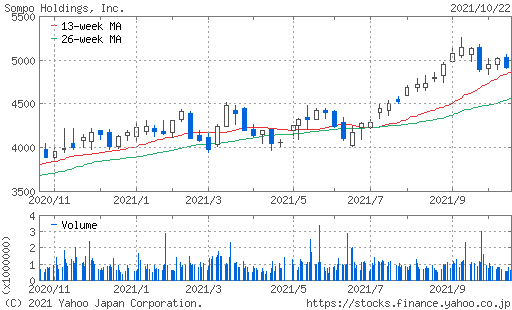 Sompo Holdings, Inc. 2021/10/22
5500
13-week MA
26-week MA
5000
4500
4000
3500
2020/11 2021/1 2021/3 2021/5 2021/7 2021/9
4
Volume
3
2
1
0
(x1000000)
2020/11 2021/1 2021/3 2021/5 2021/7 2021/9
(C) 2021 Yahoo Japan Corporation. https://stocks.finance.yahoo.co.jp/